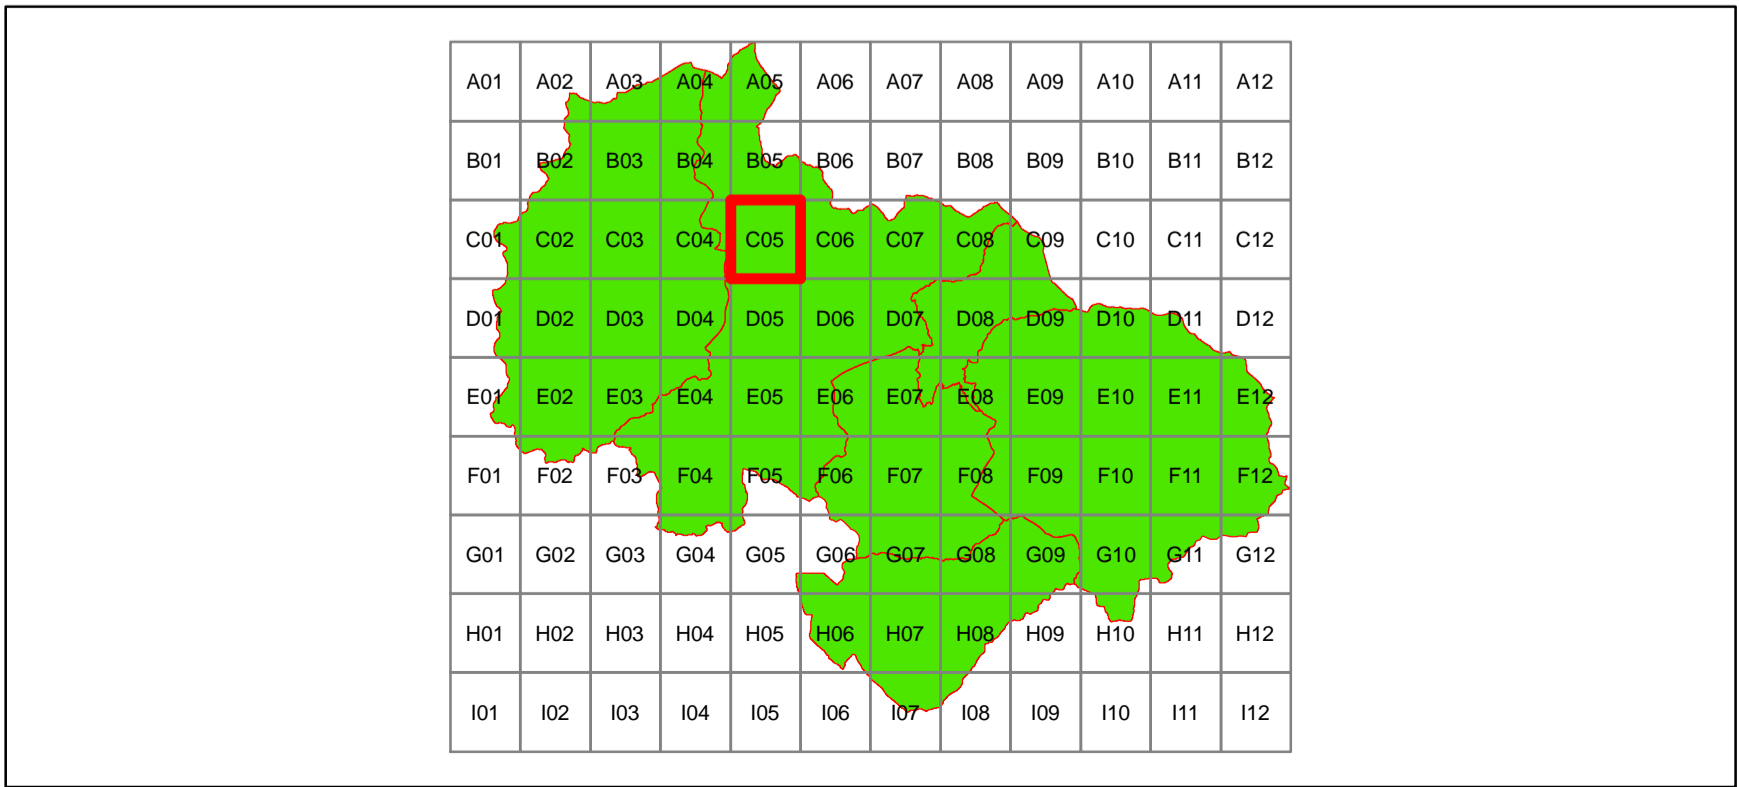 A01 A02 A03 A04 A05 A06 A07 A08 A09 A10 A11 A12
B01 B02 B03 B04 B05 B06 B07 B08 B09 B10 B11 B12
C01 C02 C03 C04 C05 C06 C07 C08 C09 C10 C11 C12
D01 D02 D03 D04 D05 D06 D07 D08 D09 D10 D11 D12
E01 E02 E03 E04 E05 E06 E07 E08 E09 E10 E11 E12
F01 F02 F03 F04 F05 F06 F07 F08 F09 F10 F11 F12
G01 G02 G03 G04 G05 G06 G07 G08 G09 G10 G11 G12
H01 H02 H03 H04 H05 H06 H07 H08 H09 H10 H11 H12
I01 I02 I03 I04 I05 I06 I07 I08 I09 I10 I11 I12